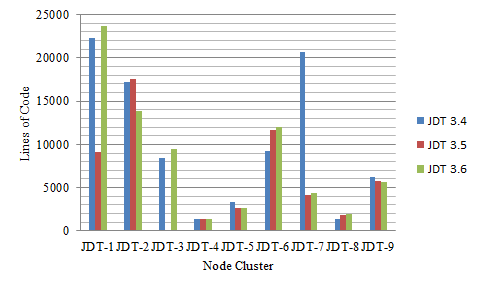 25000
20000
15000
10000
5000
0
Lines of Code
JDT-1 JDT-2 JDT-3 JDT-4 JDT-5 JDT-6 JDT-7 JDT-8 JDT-9
Node Cluster
JDT 3.4
JDT 3.5
JDT 3.6